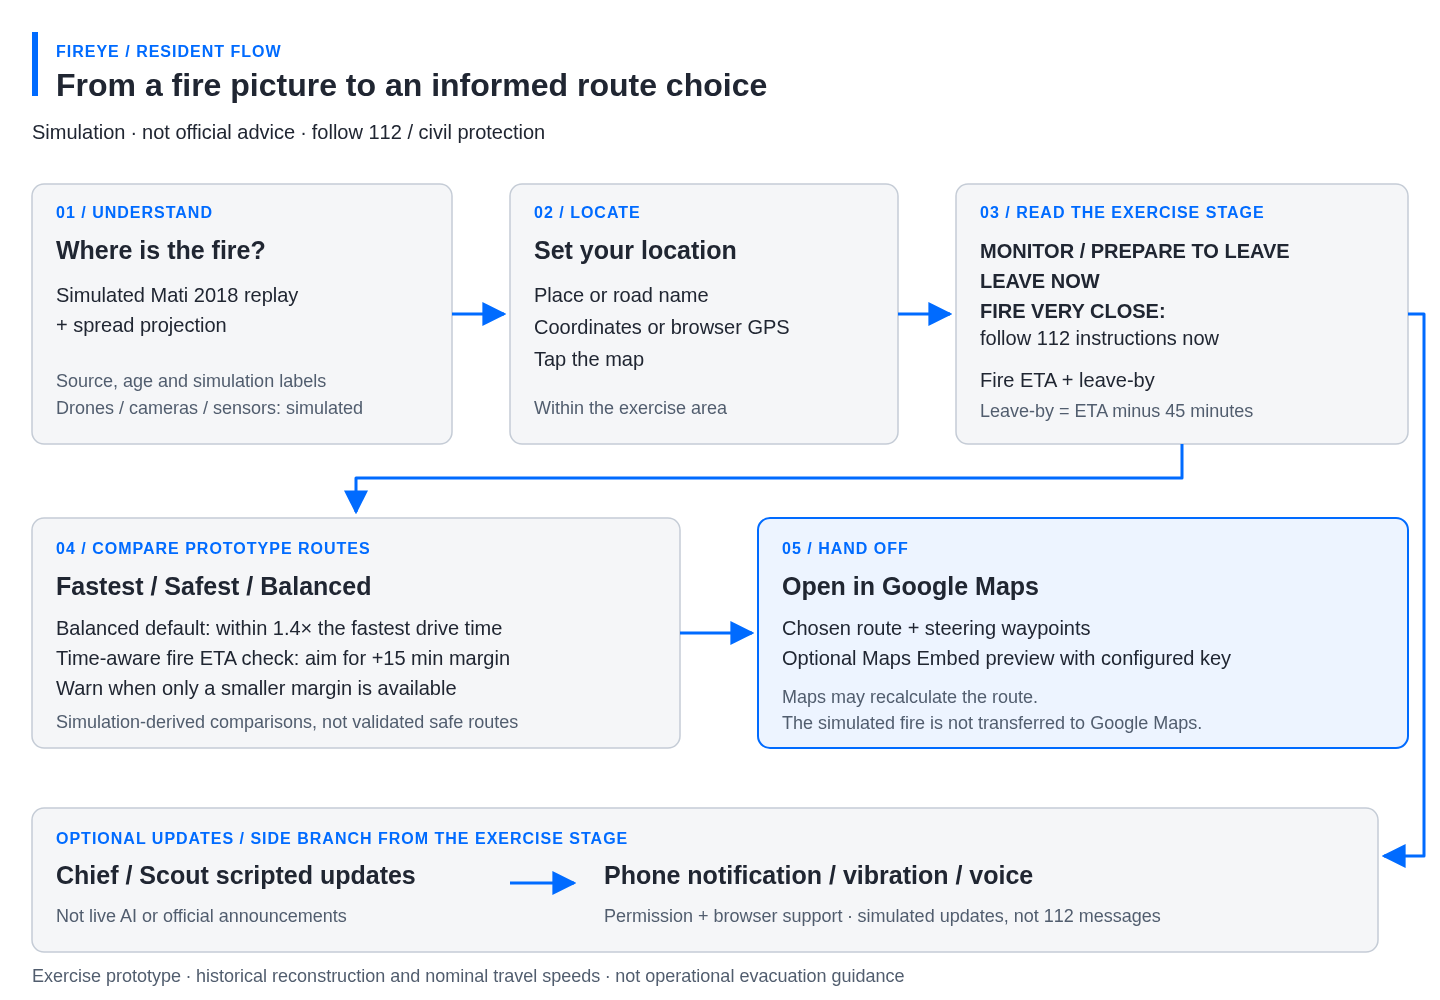 FIREYE / RESIDENT FLOW
From a fire picture to an informed route choice
Simulation · not official advice · follow 112 / civil protection
01 / UNDERSTAND
Where is the fire?
Simulated Mati 2018 replay
+ spread projection
Source, age and simulation labels
Drones / cameras / sensors: simulated
02 / LOCATE
Set your location
Place or road name
Coordinates or browser GPS
Tap the map
Within the exercise area
03 / READ THE EXERCISE STAGE
MONITOR / PREPARE TO LEAVE
LEAVE NOW
FIRE VERY CLOSE:
follow 112 instructions now
Fire ETA + leave-by
Leave-by = ETA minus 45 minutes
04 / COMPARE PROTOTYPE ROUTES
Fastest / Safest / Balanced
Balanced default: within 1.4× the fastest drive time
Time-aware fire ETA check: aim for +15 min margin
Warn when only a smaller margin is available
Simulation-derived comparisons, not validated safe routes
05 / HAND OFF
Open in Google Maps
Chosen route + steering waypoints
Optional Maps Embed preview with configured key
Maps may recalculate the route.
The simulated fire is not transferred to Google Maps.
OPTIONAL UPDATES / SIDE BRANCH FROM THE EXERCISE STAGE
Chief / Scout scripted updates
Not live AI or official announcements
Phone notification / vibration / voice
Permission + browser support · simulated updates, not 112 messages
Exercise prototype · historical reconstruction and nominal travel speeds · not operational evacuation guidance